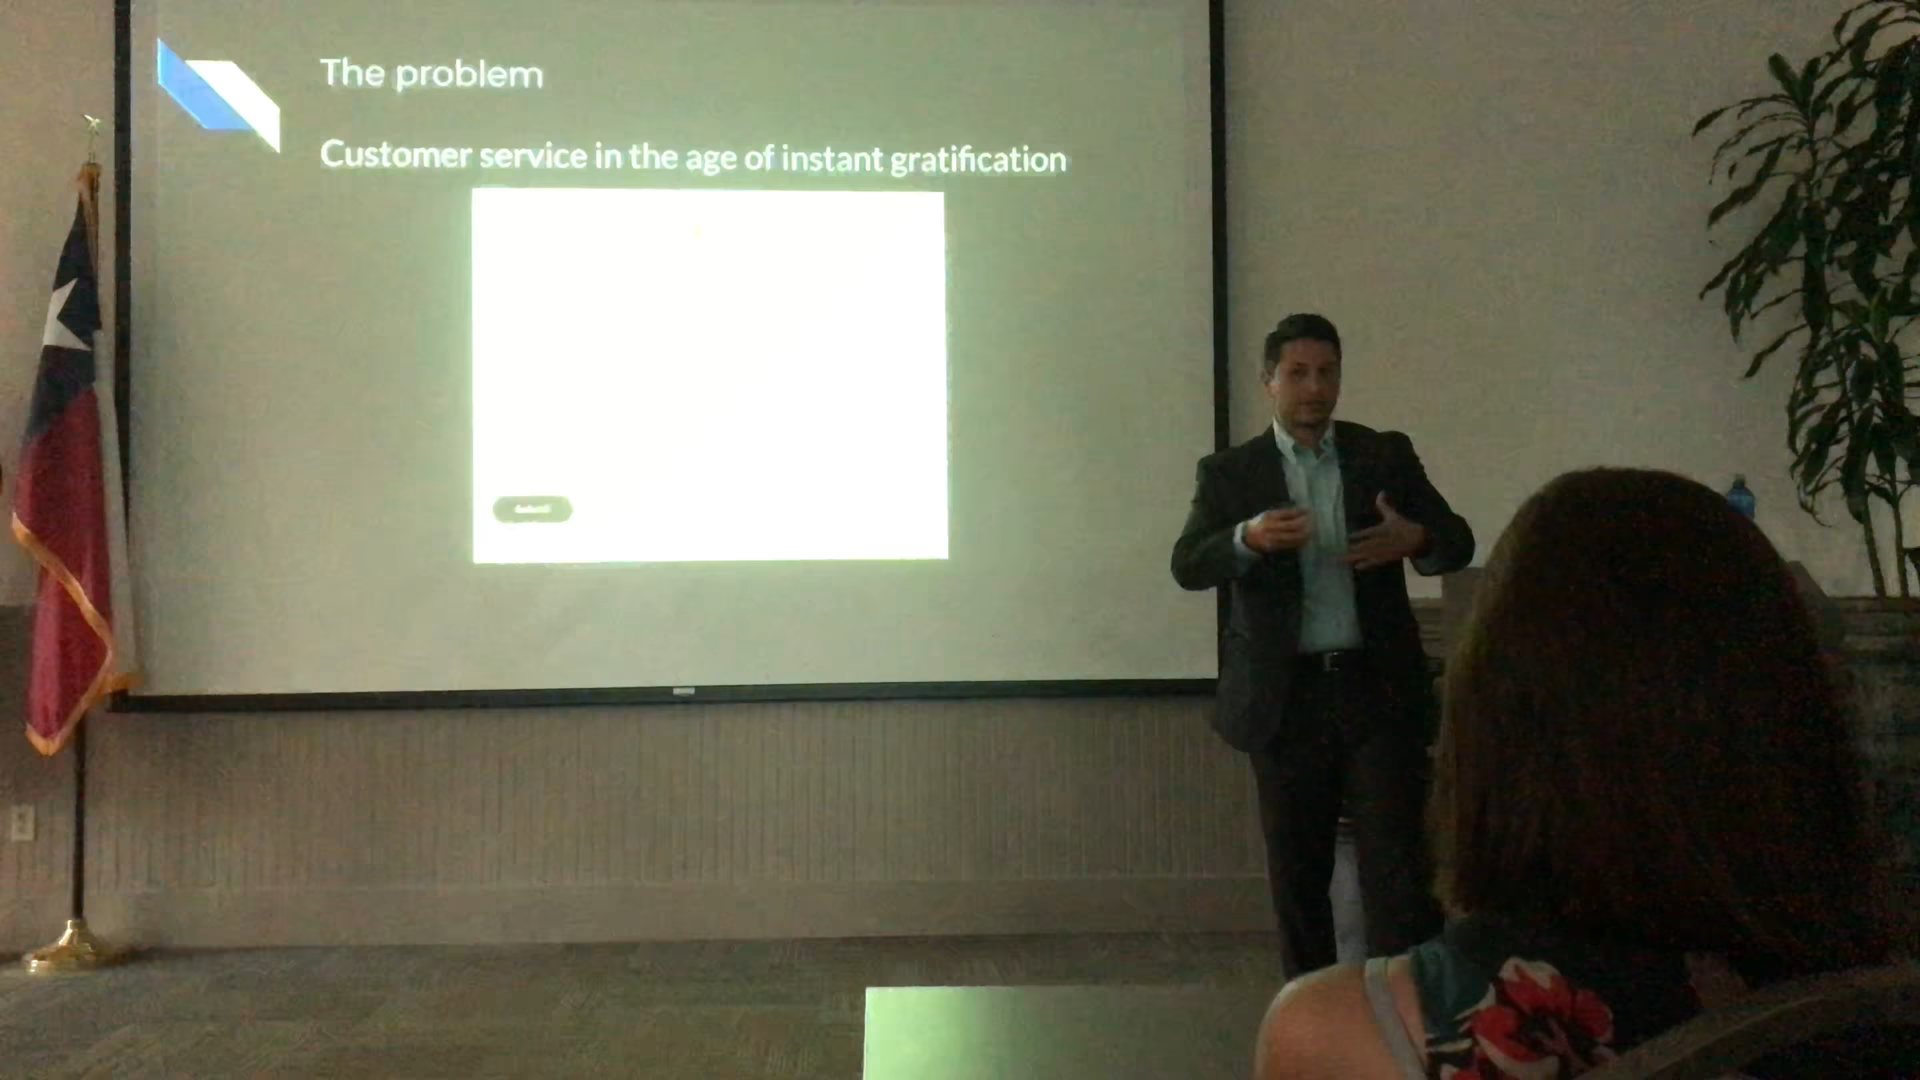 The problem
Customer service in the age of instant gratification